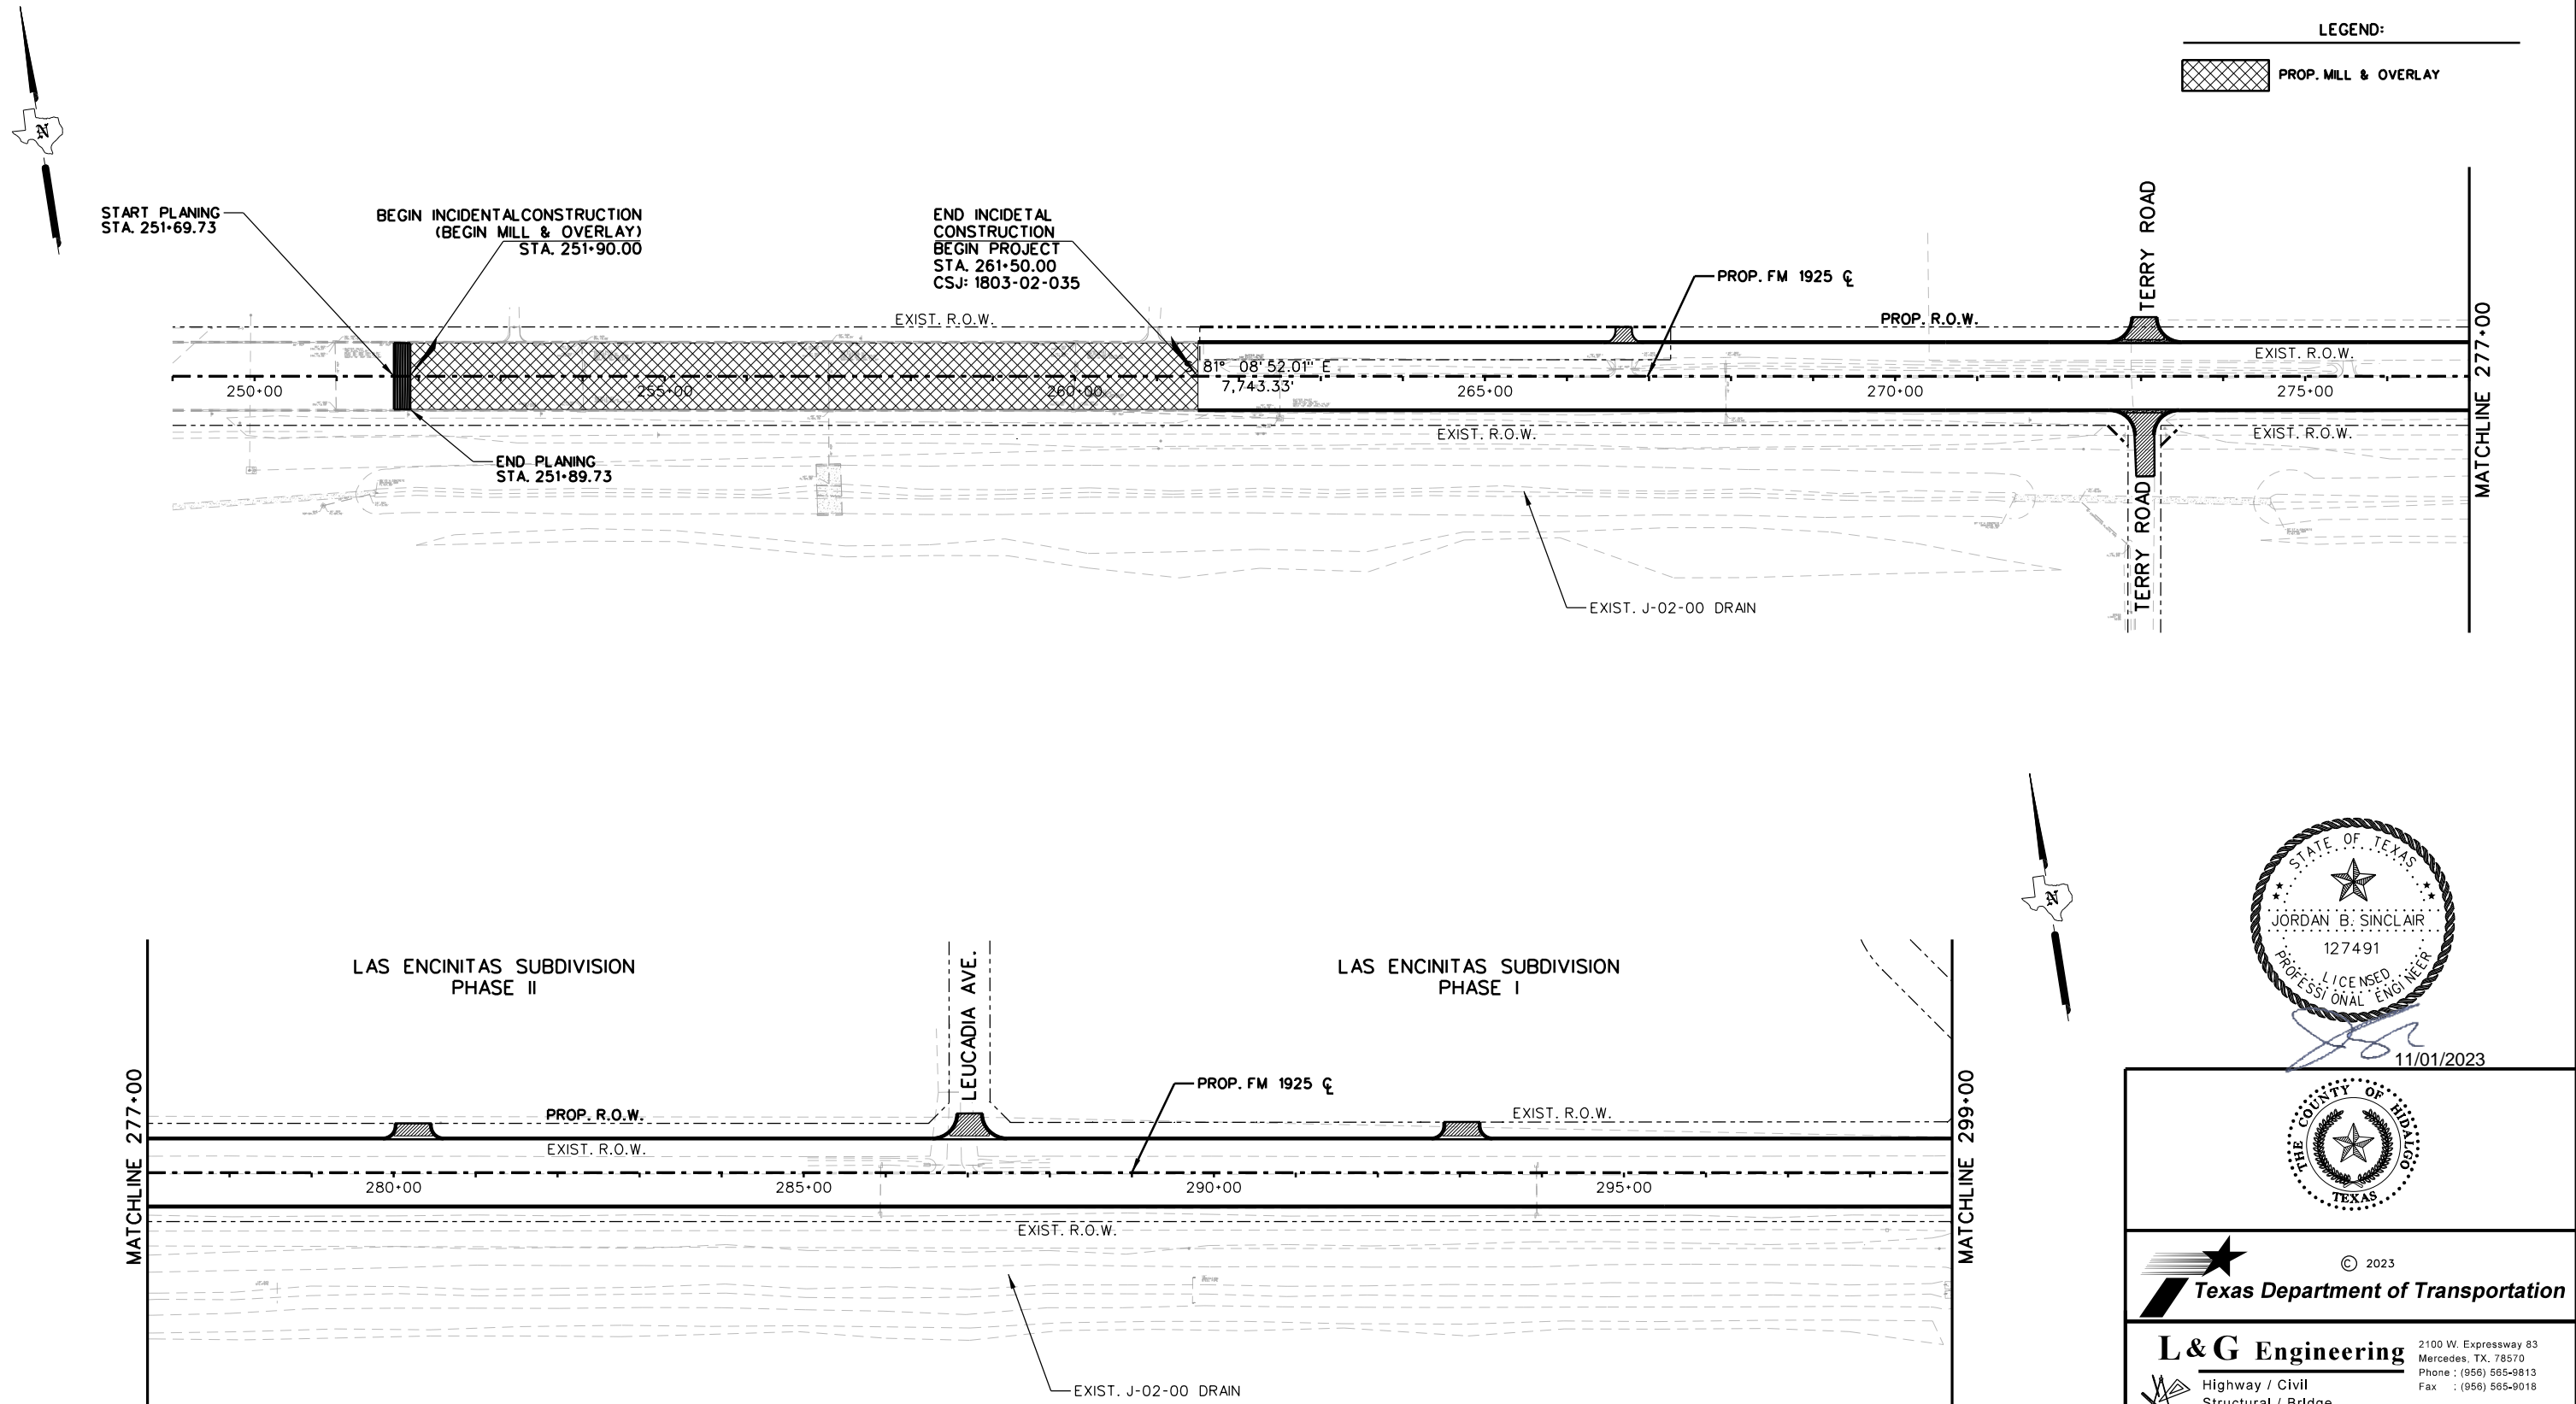 LEGEND:
PROP. MILL & OVERLAY
N
START PLANING
STA. 251+69.73
BEGIN INCIDENTALCONSTRUCTION
(BEGIN MILL & OVERLAY)
STA. 251+90.00
END INCIDETAL
CONSTRUCTION
BEGIN PROJECT
STA. 261+50.00
CSJ: 1803-02-035
PROP. FM 1925 ℄
TERRY ROAD
EXIST. R.O.W.
PROP. R.O.W.
EXIST. R.O.W.
81° 08' 52.01" E
7,743.33'
250+00
255+00
260+00
265+00
270+00
275+00
MATCHLINE 277+00
EXIST. R.O.W.
EXIST. R.O.W.
END PLANING
STA. 251+89.73
TERRY ROAD
EXIST. J-02-00 DRAIN
N
LAS ENCINITAS SUBDIVISION
PHASE II
LEUCADIA AVE.
LAS ENCINITAS SUBDIVISION
PHASE I
MATCHLINE 277+00
PROP. FM 1925 ℄
PROP. R.O.W.
EXIST. R.O.W.
EXIST. R.O.W.
280+00
285+00
290+00
295+00
MATCHLINE 299+00
EXIST. R.O.W.
EXIST. J-02-00 DRAIN
STATE OF TEXAS
JORDAN B. SINCLAIR
127491
LICENSED
PROFESSIONAL ENGINEER
11/01/2023
THE COUNTY OF HIDALGO
TEXAS
© 2023
Texas Department of Transportation
L & G Engineering
2100 W. Expressway 83
Mercedes, TX. 78570
Phone : (956) 565-9813
Fax : (956) 565-9018
Highway / Civil
Structural / Bridge